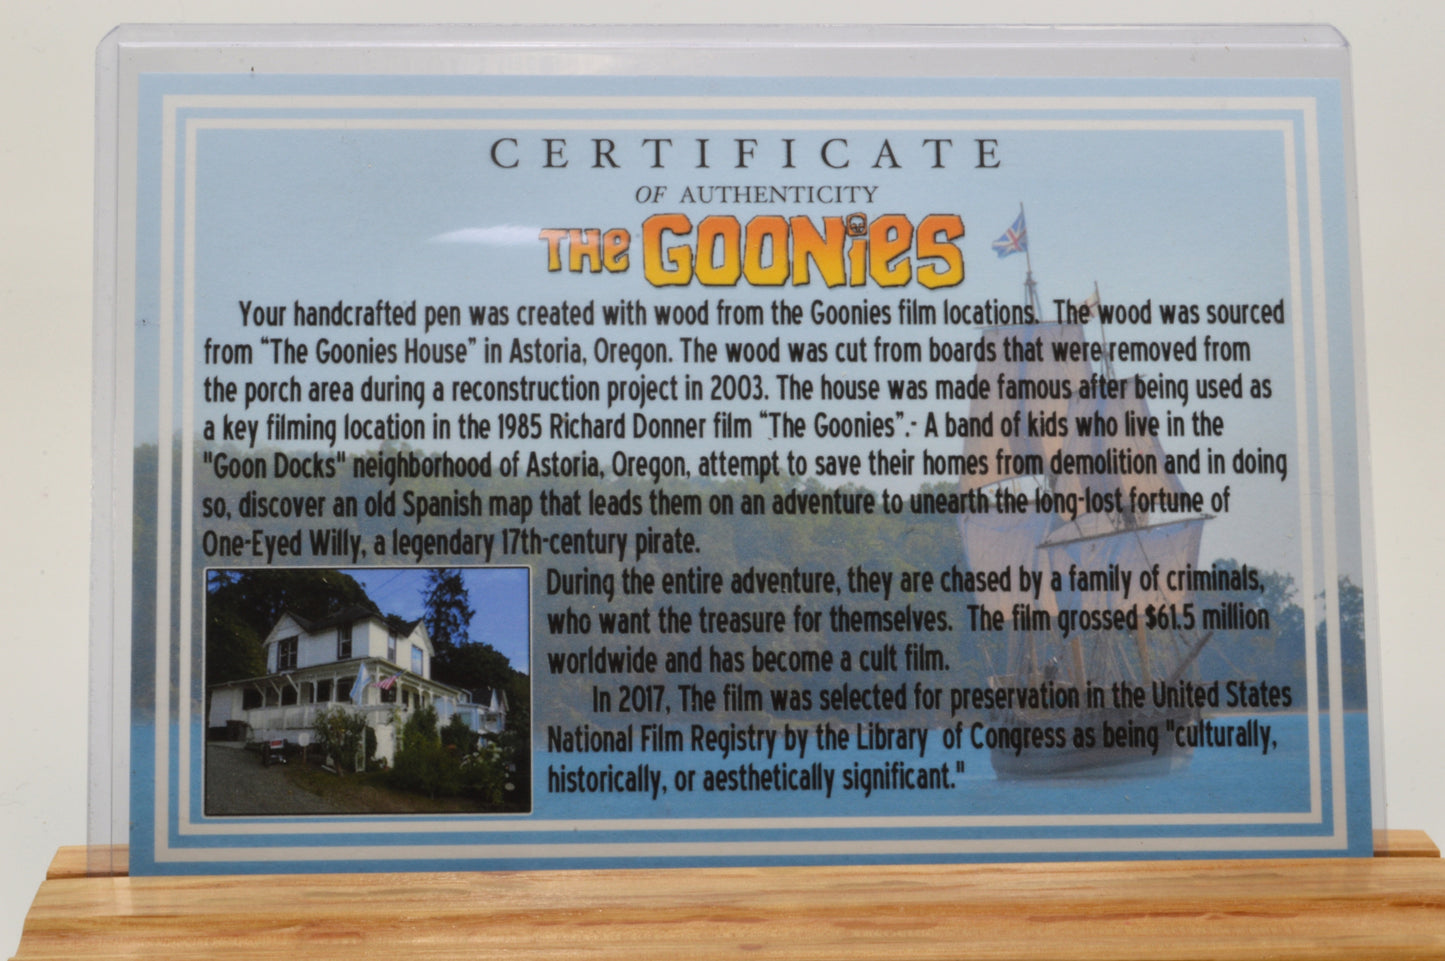 CERTIFICATE
OF AUTHENTICITY
THE GOONIES
Your handcrafted pen was created with wood from the Goonies film locations.  The wood was sourced
from “The Goonies House” in Astoria, Oregon. The wood was cut from boards that were removed from
the porch area during a reconstruction project in 2003. The house was made famous after being used as
a key filming location in the 1985 Richard Donner film “The Goonies”.- A band of kids who live in the
"Goon Docks" neighborhood of Astoria, Oregon, attempt to save their homes from demolition and in doing
so, discover an old Spanish map that leads them on an adventure to unearth the long-lost fortune of
One-Eyed Willy, a legendary 17th-century pirate.
During the entire adventure, they are chased by a family of criminals,
who want the treasure for themselves.  The film grossed $61.5 million
worldwide and has become a cult film.
In 2017, The film was selected for preservation in the United States
National Film Registry by the Library  of Congress as being "culturally,
historically, or aesthetically significant."